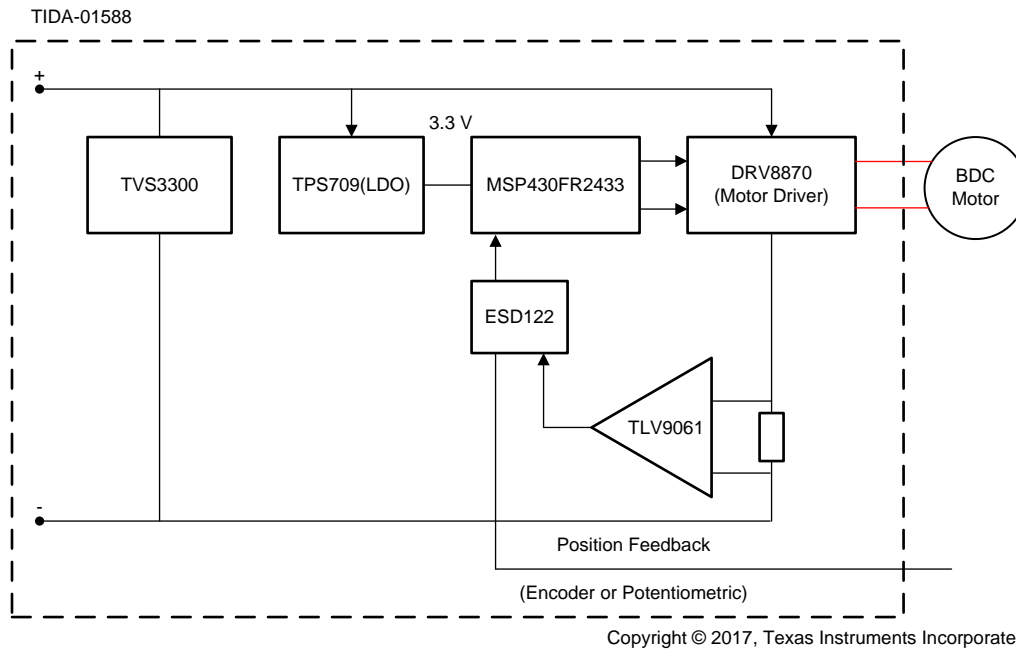 TIDA-01588
+
3.3 V
TVS3300
TPS709(LDO)
MSP430FR2433
DRV8870
(Motor Driver)
BDC
Motor
ESD122
TLV9061
-
Position Feedback
(Encoder or Potentiometric)
Copyright © 2017, Texas Instruments Incorporate